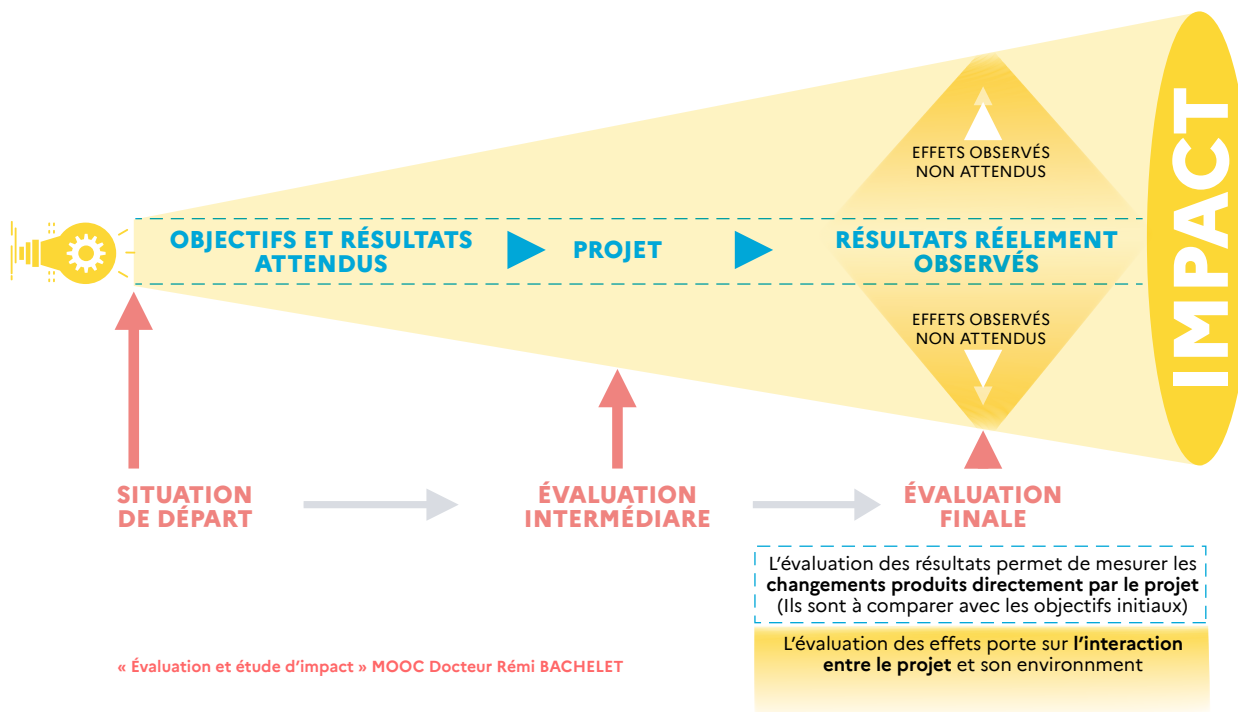 EFFETS OBSERVÉS
NON ATTENDUS
OBJECTIFS ET RÉSULTATS
ATTENDUS
PROJET
RÉSULTATS RÉELEMENT
OBSERVÉS
IMPACT
EFFETS OBSERVÉS
NON ATTENDUS
SITUATION
DE DÉPART
ÉVALUATION
INTERMÉDIARE
ÉVALUATION
FINALE
L'évaluation des résultats permet de mesurer les
changements produits directement par le projet
(Ils sont à comparer avec les objectifs initiaux)
L'évaluation des effets porte sur l'interaction
entre le projet et son environnment
« Évaluation et étude d'impact » MOOC Docteur Rémi BACHELET